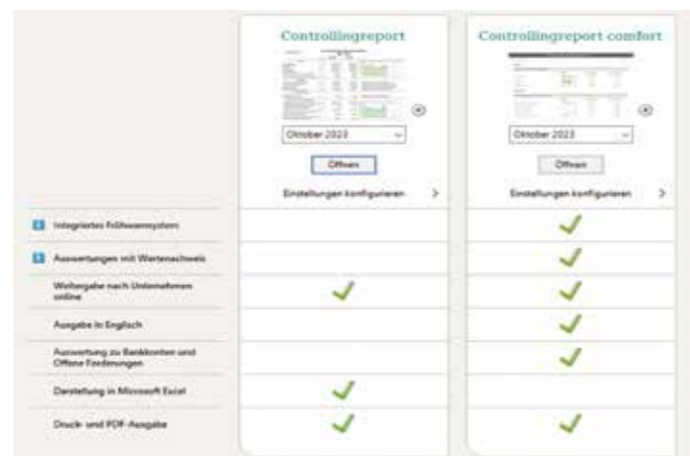 Controllingreport
Controllingreport comfort
Oktober 2023
Oktober 2023
Öffnen
Öffnen
Einstellungen konfigurieren
Einstellungen konfigurieren
Integriertes Frühwarnsystem
Auswertungen mit Wertenachweis
Weitergabe nach Unternehmen
online
Ausgabe in Englisch
Auswertung zu Bankkonten und
Offene Forderungen
Darstellung in Microsoft Excel
Druck- und PDF-Ausgabe